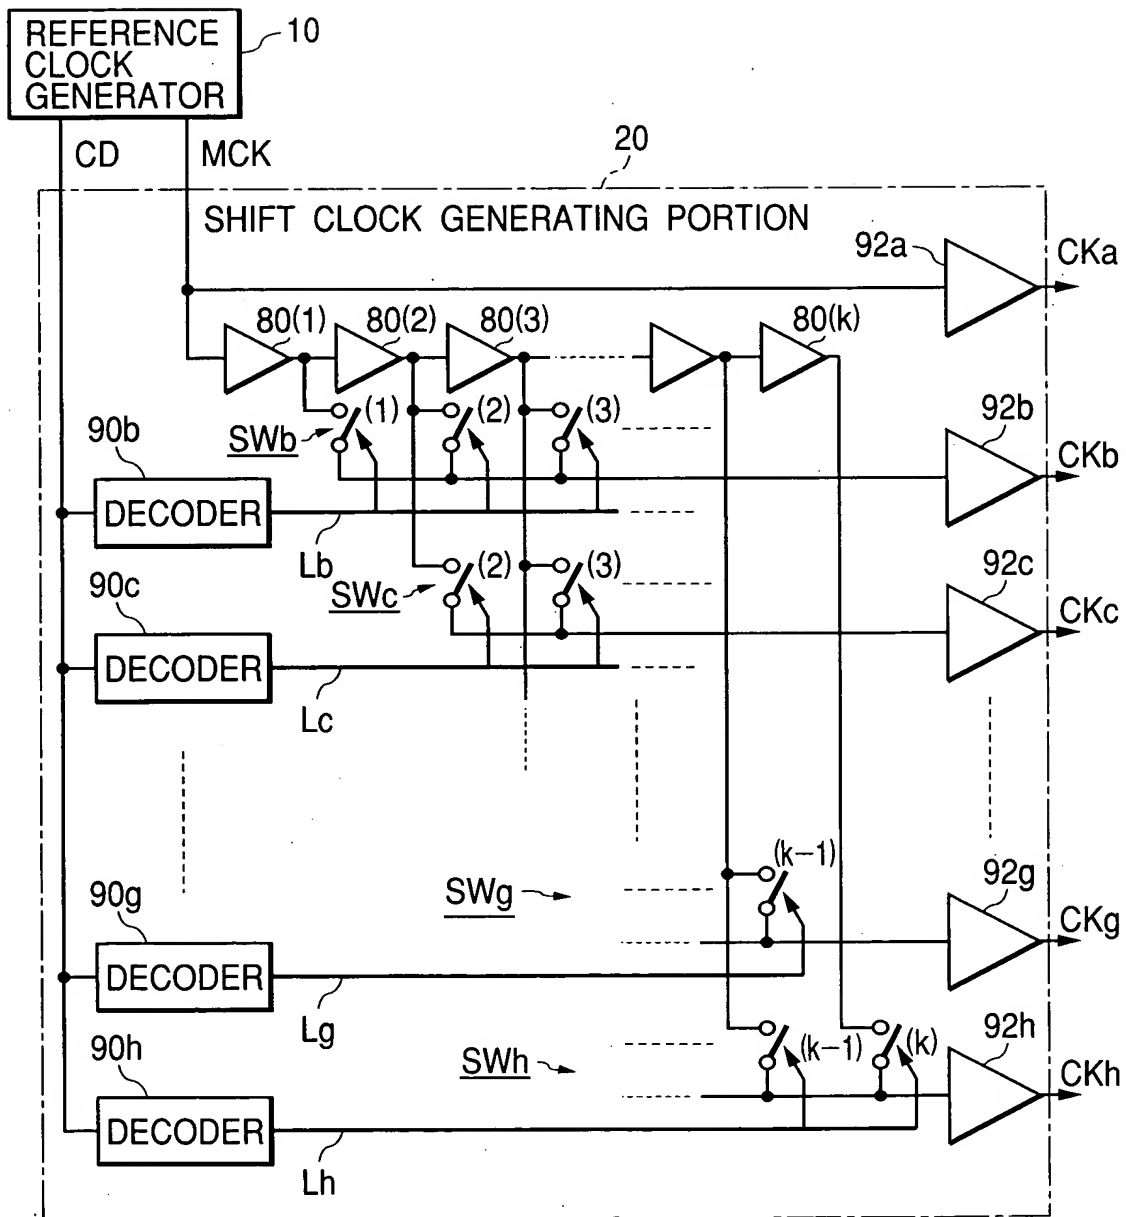 REFERENCE
CLOCK
GENERATOR
10
CD
MCK
20
SHIFT CLOCK GENERATING PORTION
92a
CKa
80(1)
80(2)
80(3)
80(k)
SWb
(1)
(2)
(3)
90b
DECODER
Lb
92b
CKb
SWc
(2)
(3)
90c
DECODER
Lc
92c
CKc
(k-1)
SWg
90g
DECODER
Lg
92g
CKg
SWh
(k-1)
(k)
90h
DECODER
Lh
92h
CKh